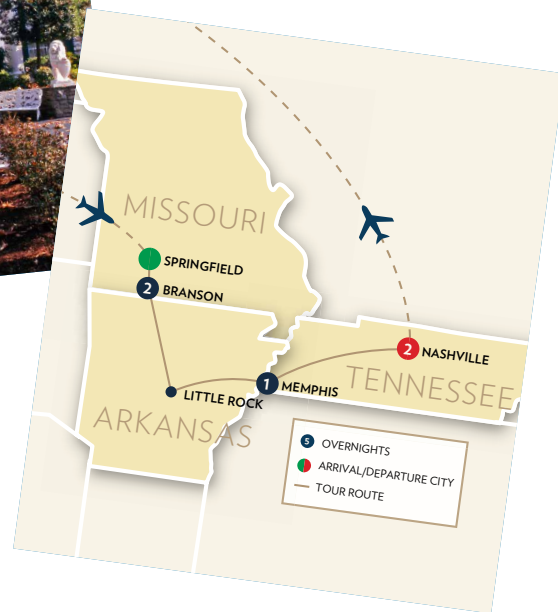 MISSOURI
SPRINGFIELD
2 BRANSON
2 NASHVILLE
1 MEMPHIS
TENNESSEE
LITTLE ROCK
ARKANSAS
5 OVERNIGHTS
ARRIVAL/DEPARTURE CITY
TOUR ROUTE